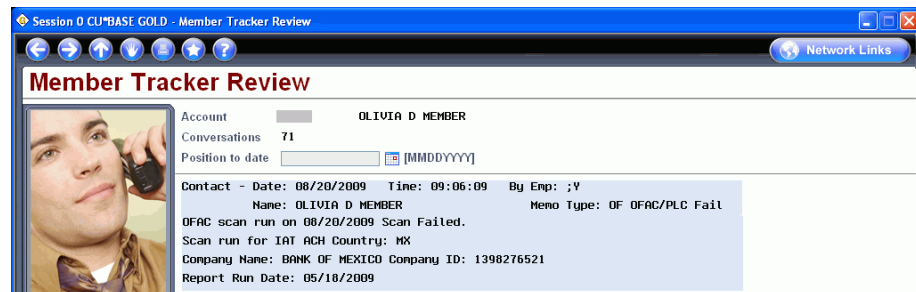 Session 0 CU*BASE GOLD - Member Tracker Review
Network Links
Member Tracker Review
Account OLIVIA D MEMBER
Conversations 71
Position to date [MMDDYYYY]
Contact - Date: 08/20/2009 Time: 09:06:09 By Emp: ;Y
Name: OLIVIA D MEMBER Memo Type: OF OFAC/PLC Fail
OFAC scan run on 08/20/2009 Scan Failed.
Scan run for IAT ACH Country: MX
Company Name: BANK OF MEXICO Company ID: 1398276521
Report Run Date: 05/18/2009